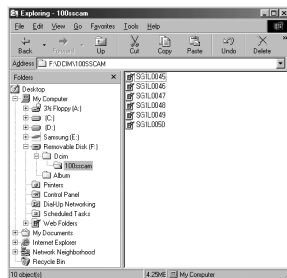 Exploring - 100sscam
File Edit View Go Favorites Tools Help
Back Forward Up Cut Copy Paste Undo Delete
Address F:\DCIM\100SSCAM
Folders
Desktop
My Computer
3½ Floppy (A:)
(C:)
(D:)
Samsung (E:)
Removable Disk (F:)
Dcim
100sscam
Album
Printers
Control Panel
Dial-Up Networking
Scheduled Tasks
Web Folders
My Documents
Internet Explorer
Network Neighborhood
Recycle Bin
SG1L0045
SG1L0046
SG1L0047
SG1L0048
SG1L0049
SG1L0050
10 object(s) 4.25MB My Computer